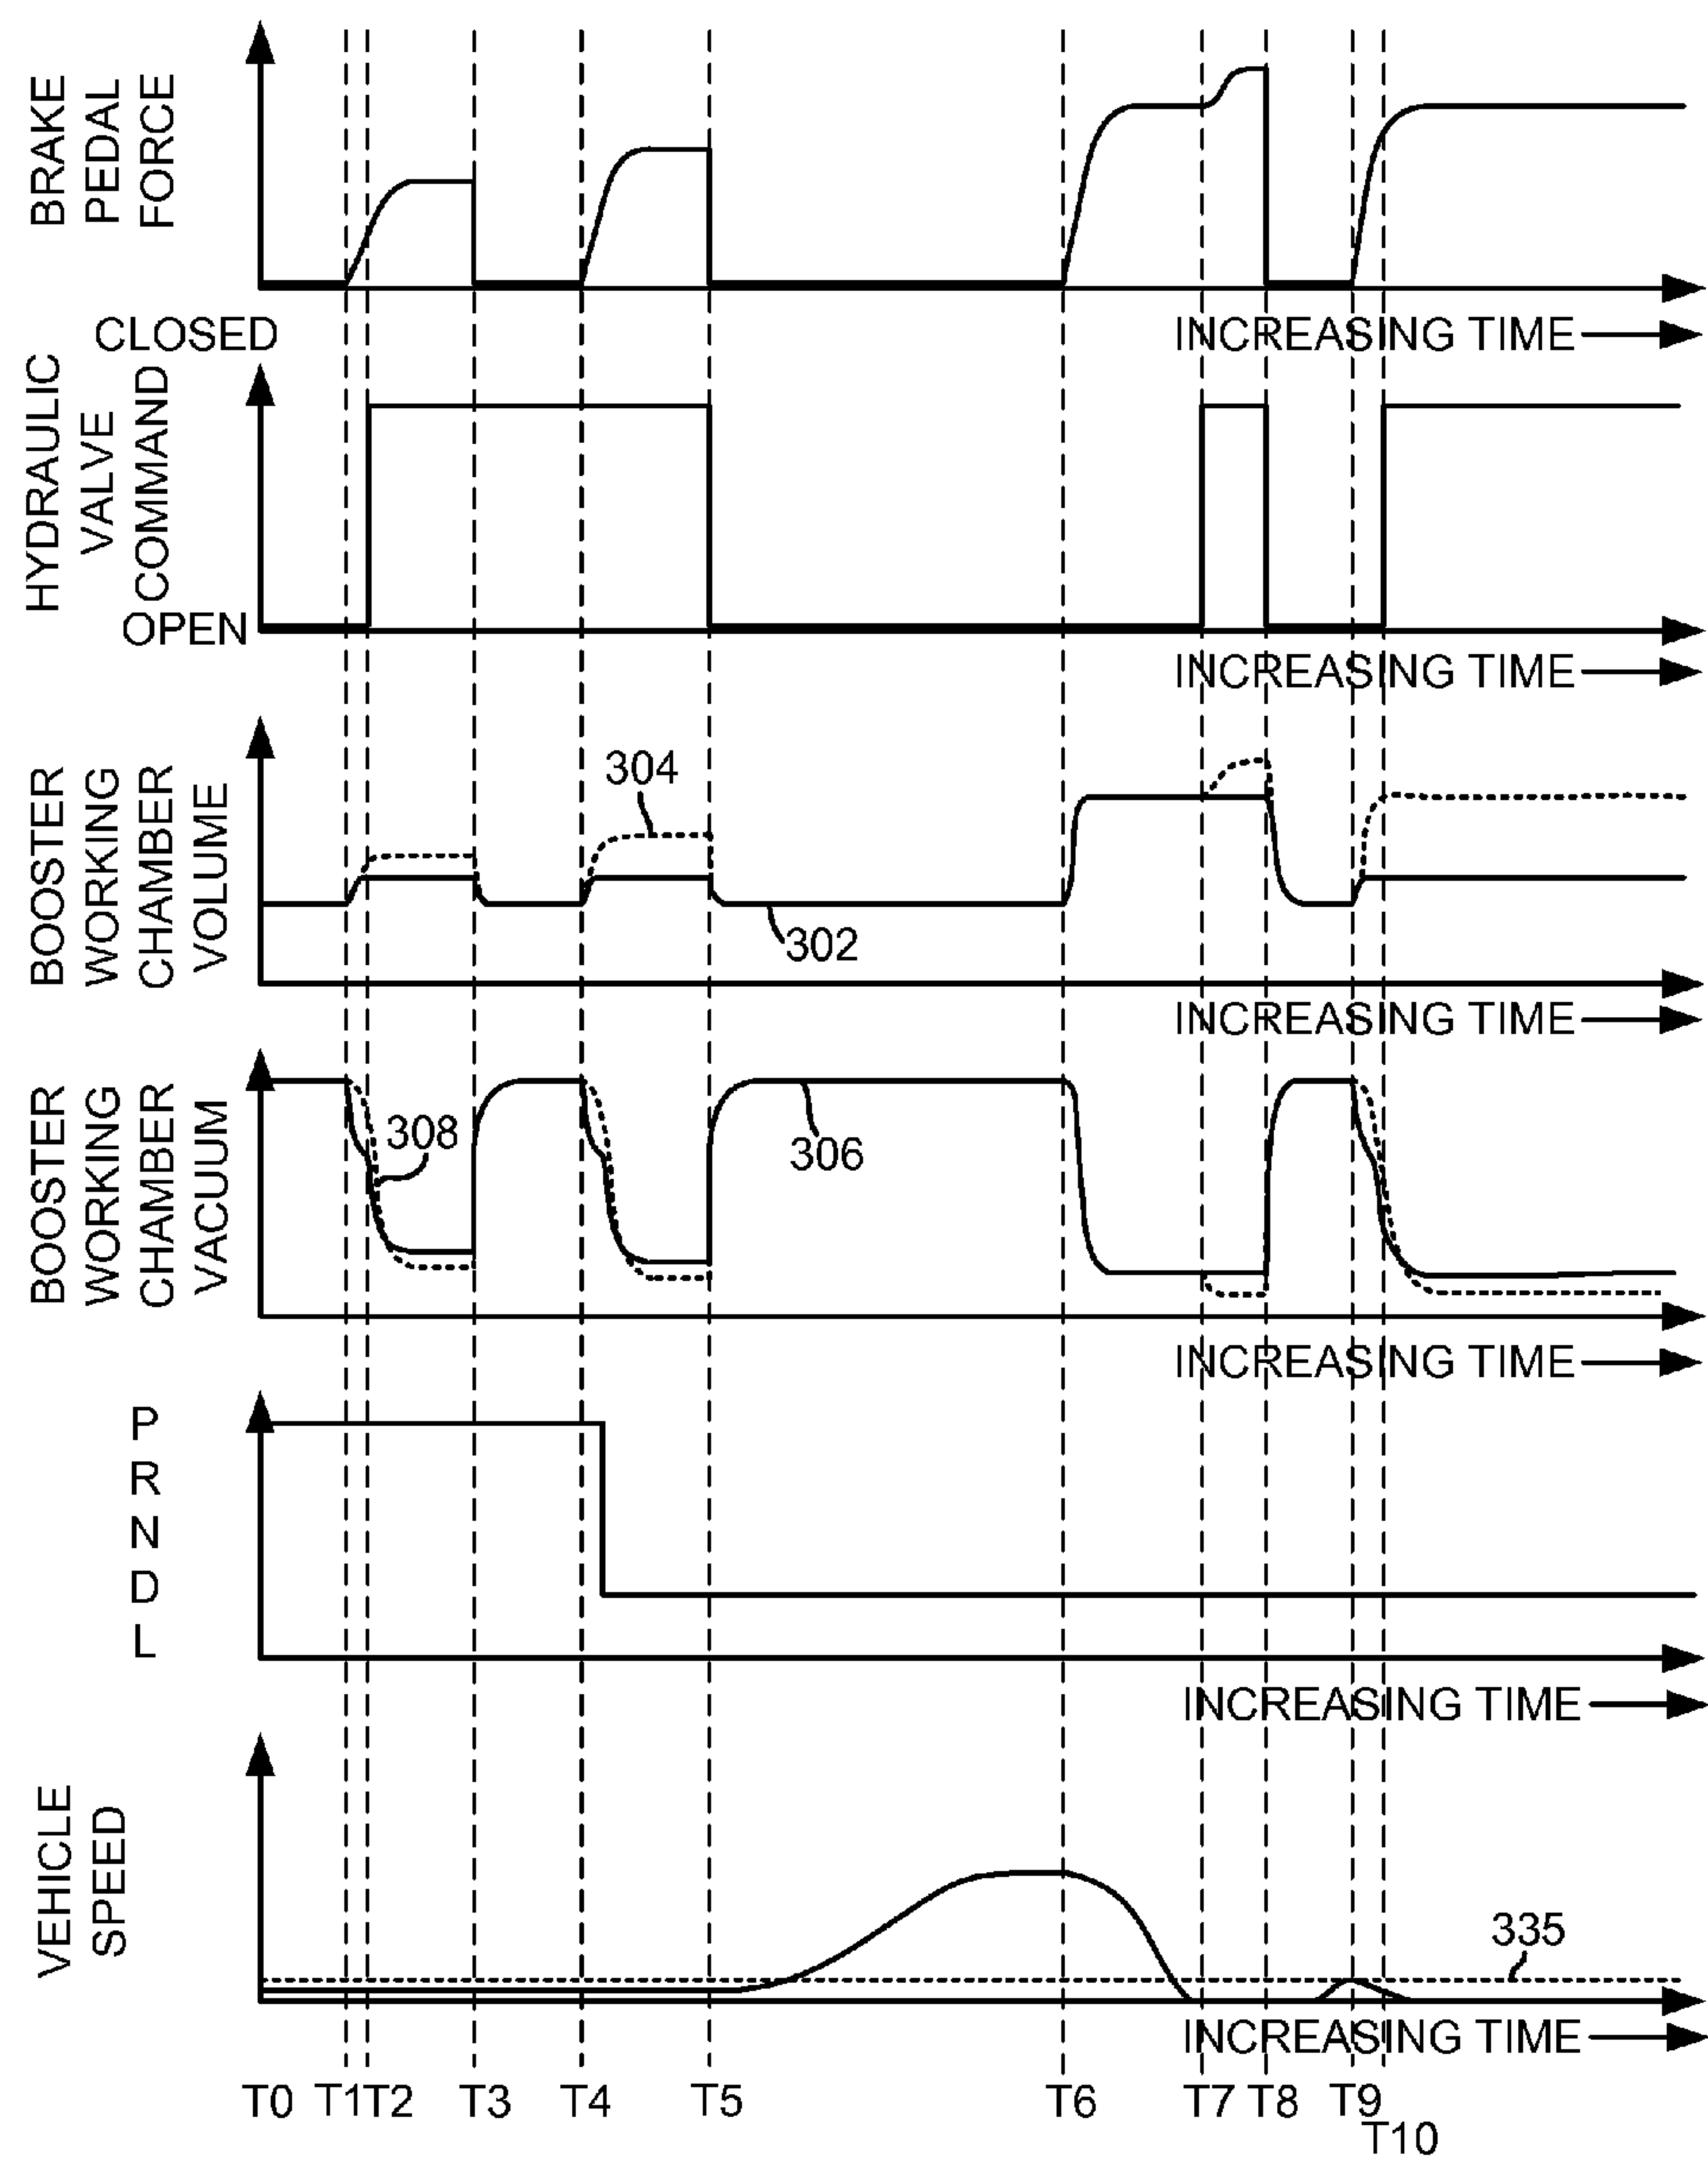 BRAKE
PEDAL
FORCE
INCREASING TIME
CLOSED
HYDRAULIC
VALVE
COMMAND
OPEN
INCREASING TIME
BOOSTER
WORKING
CHAMBER
VOLUME
304
302
INCREASING TIME
BOOSTER
WORKING
CHAMBER
VACUUM
308
306
INCREASING TIME
P
R
N
D
L
INCREASING TIME
VEHICLE
SPEED
335
INCREASING TIME
T0 T1 T2 T3 T4 T5 T6 T7 T8 T9
T10